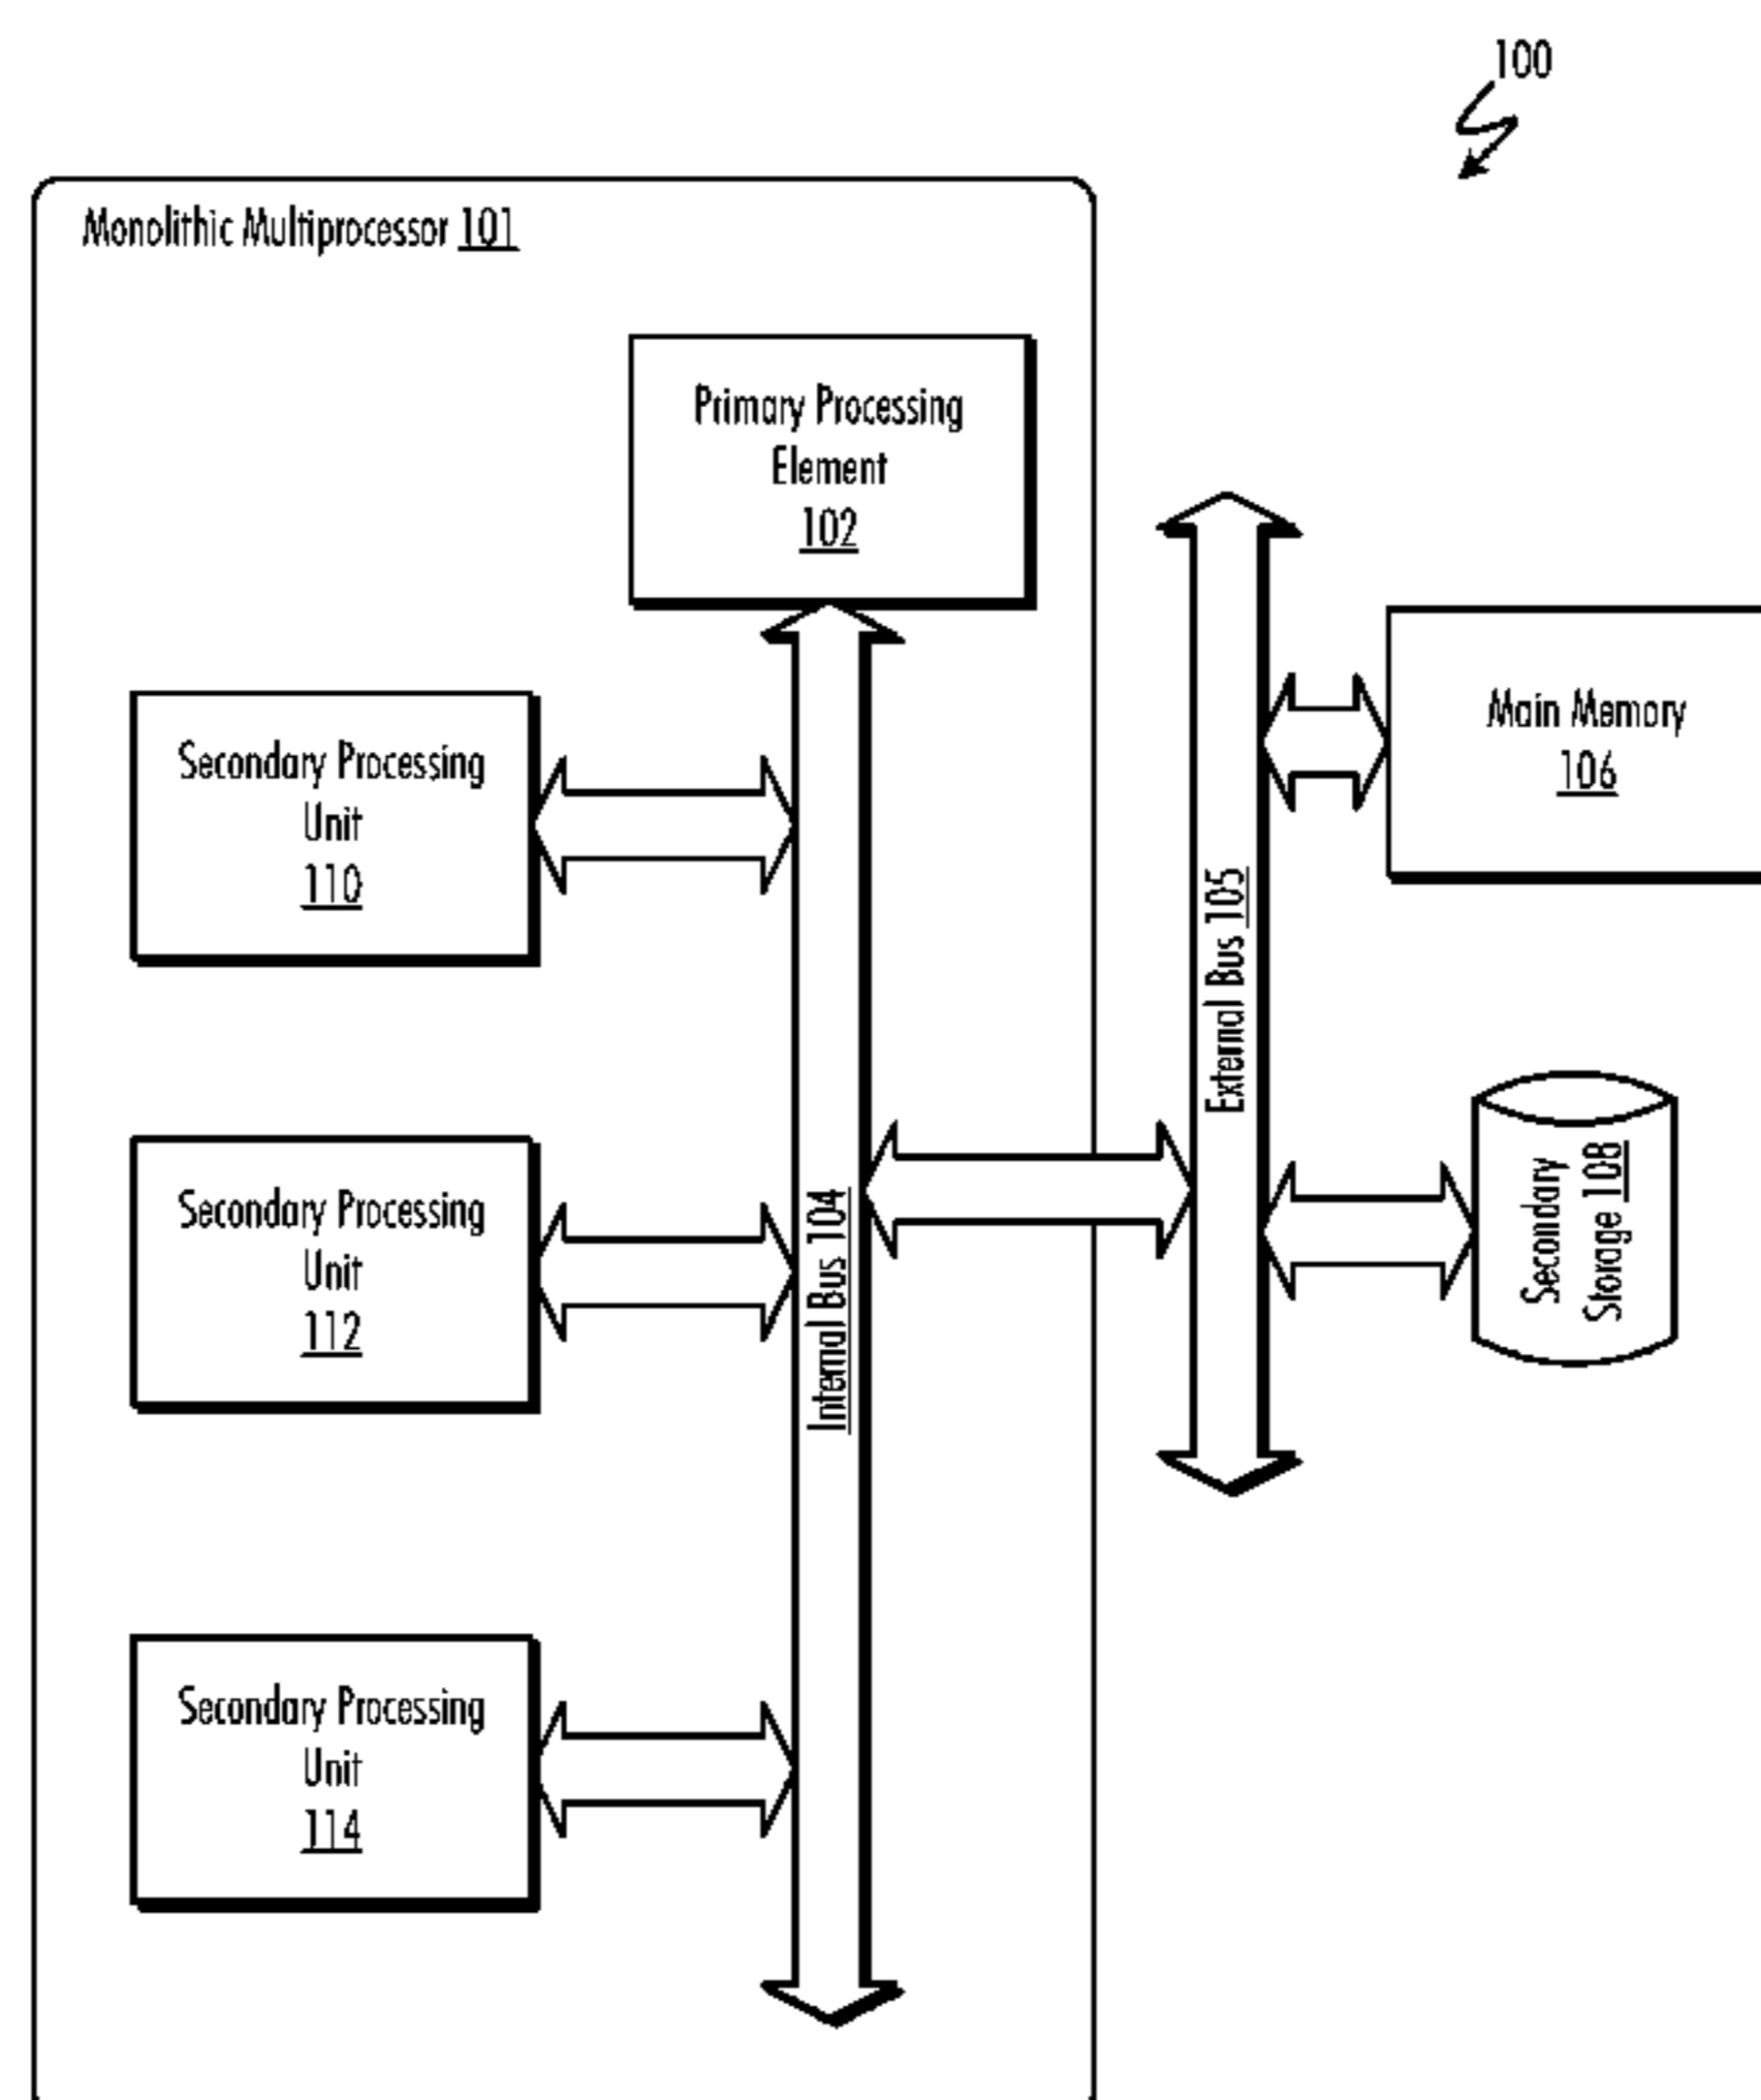 100
Monolithic Multiprocessor 101
Primary Processing
Element
102
Secondary Processing
Unit
110
Main Memory
106
External Bus 105
Secondary
Storage 108
Secondary Processing
Unit
112
Internal Bus 104
Secondary Processing
Unit
114